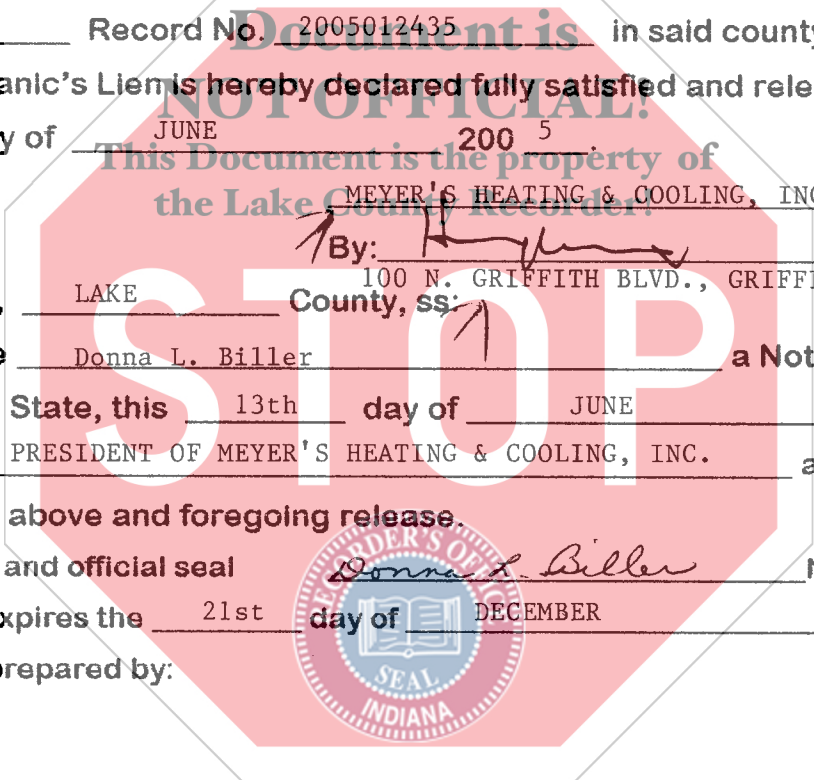 Record No. 2005012435 in said county
anic's Lien is hereby declared fully satisfied and rele
y of JUNE 200 5 .
Document is
NOT OFFICIAL!
This Document is the property of
the Lake County Recorder!
MEYER'S HEATING & COOLING, INC
By:
100 N. GRIFFITH BLVD., GRIFFI
, LAKE County, ss:
e Donna L. Biller a Not
State, this 13th day of JUNE
PRESIDENT OF MEYER'S HEATING & COOLING, INC. a
STOP
above and foregoing release.
and official seal Donna L. Biller N
xpires the 21st day of DECEMBER
repared by:
RECORDER'S OFFICE
SEAL
INDIANA